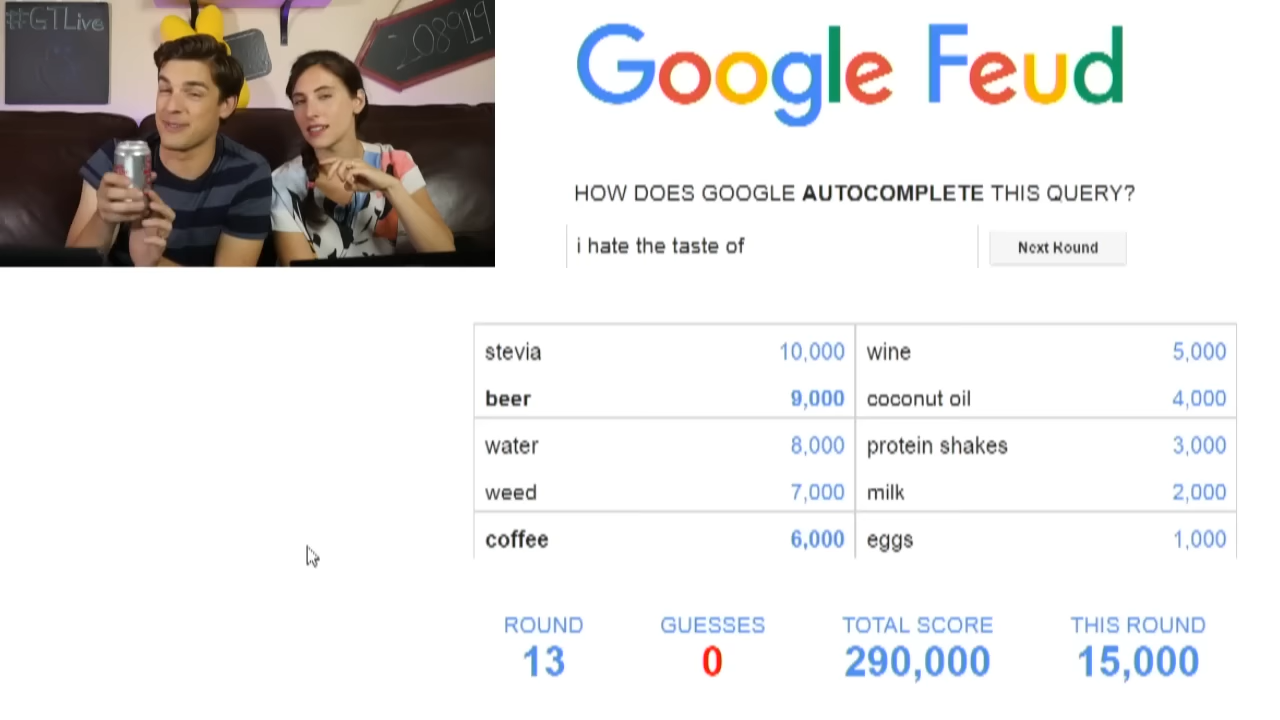 #GTLive
208919
Google Feud
HOW DOES GOOGLE AUTOCOMPLETE THIS QUERY?
i hate the taste of
Next Round
stevia 10,000 wine 5,000
beer 9,000 coconut oil 4,000
water 8,000 protein shakes 3,000
weed 7,000 milk 2,000
coffee 6,000 eggs 1,000
ROUND GUESSES TOTAL SCORE THIS ROUND
13 0 290,000 15,000